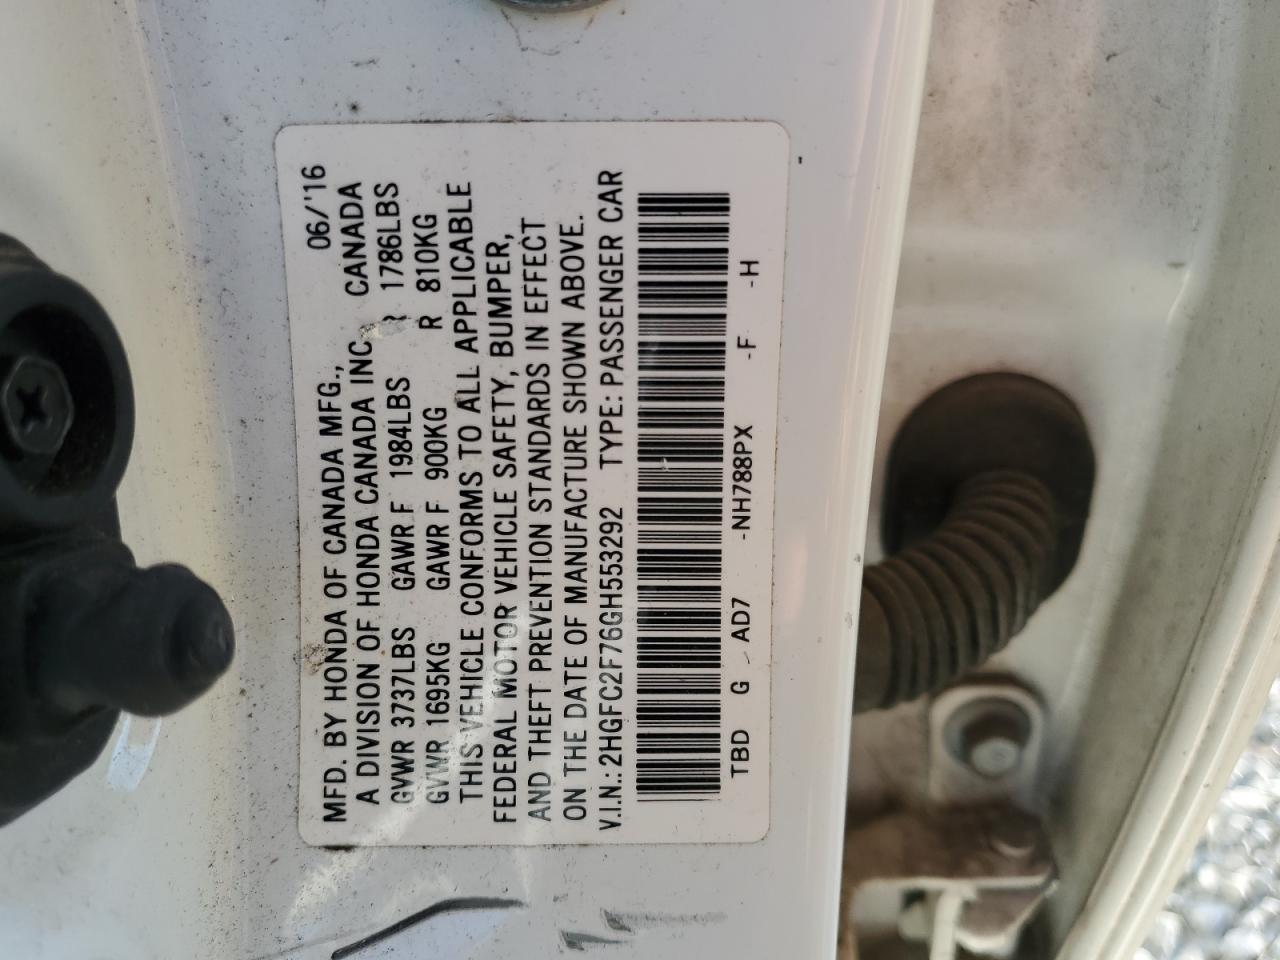 MFD. BY HONDA OF CANADA MFG., 06/'16
A DIVISION OF HONDA CANADA INC. CANADA
GVWR 3737LBS GAWR F 1984LBS R 1786LBS
GVWR 1695KG GAWR F 900KG R 810KG
THIS VEHICLE CONFORMS TO ALL APPLICABLE
FEDERAL MOTOR VEHICLE SAFETY, BUMPER,
AND THEFT PREVENTION STANDARDS IN EFFECT
ON THE DATE OF MANUFACTURE SHOWN ABOVE.
V.I.N.: 2HGFC2F76GH553292 TYPE: PASSENGER CAR
TBD G AD7 -NH788PX -F -H